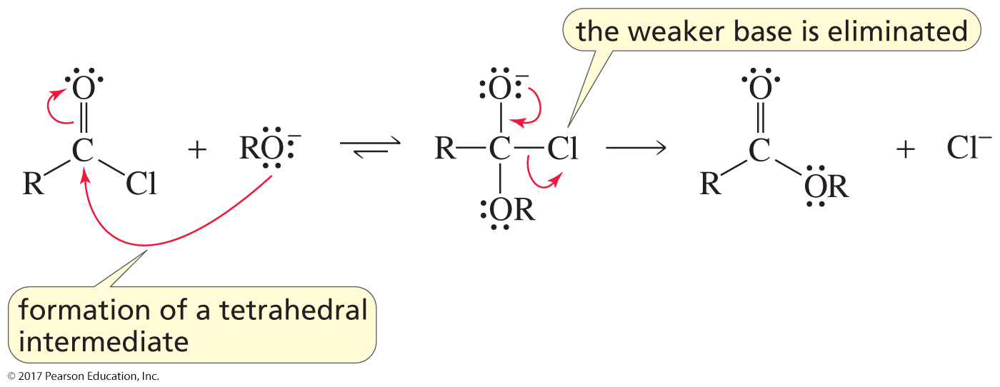 the weaker base is eliminated
O + RO⁻ ⇌ O⁻ → O + Cl⁻
C R—C—Cl C
R Cl R OR
OR
formation of a tetrahedral
intermediate
© 2017 Pearson Education, Inc.